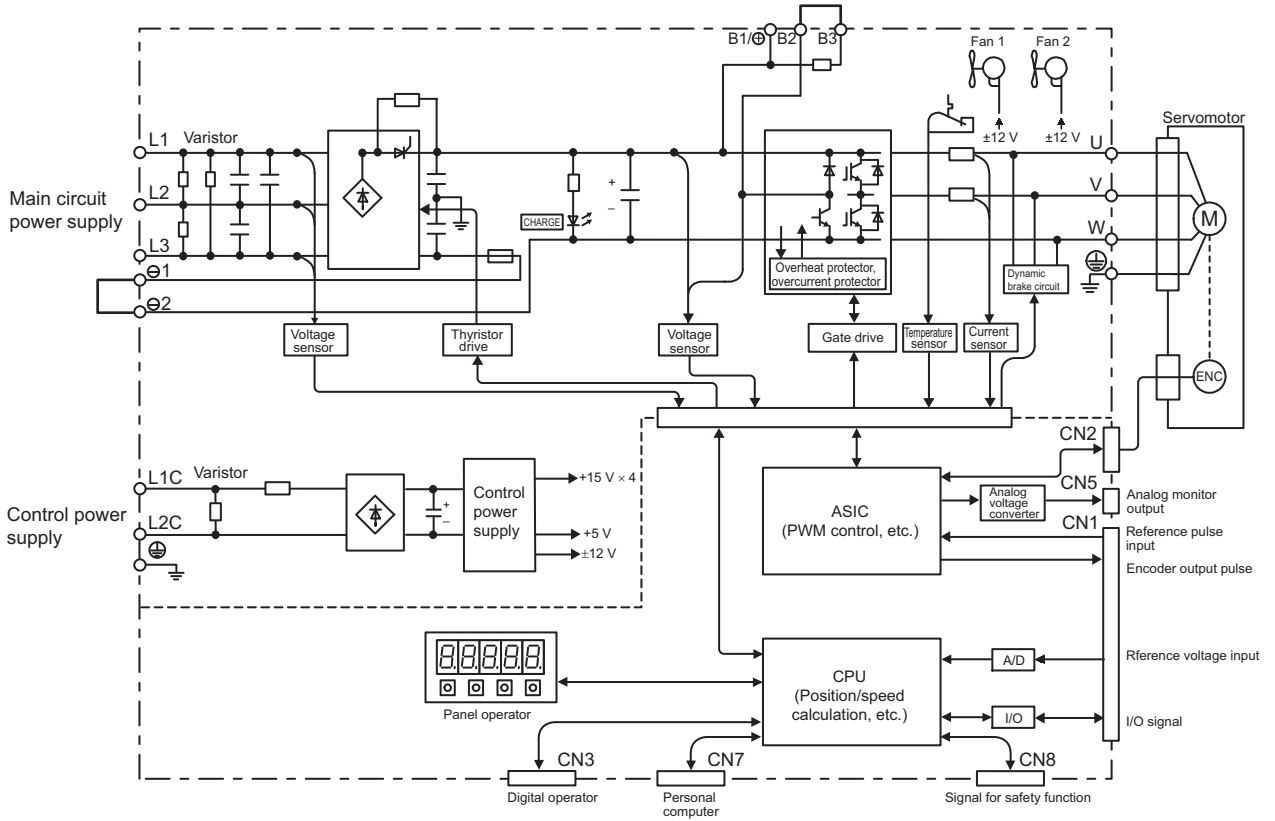 B1/⊕ B2 B3
Fan 1 Fan 2
±12 V ±12 V
Servomotor
Main circuit
power supply
L1 Varistor
L2
L3
⊖1
⊖2
CHARGE
+
–
Overheat protector,
overcurrent protector
U
V
W
M
Dynamic
brake circuit
Voltage
sensor
Thyristor
drive
Voltage
sensor
Gate drive
Temperature
sensor
Current
sensor
ENC
Control power
supply
L1C Varistor
L2C
+
–
Control
power
supply
+15 V × 4
+5 V
±12 V
ASIC
(PWM control, etc.)
Analog
voltage
converter
CN2
CN5
Analog monitor
output
CN1
Reference pulse
input
Encoder output pulse
8.8.8.8.8.
Panel operator
CPU
(Position/speed
calculation, etc.)
A/D
Rference voltage input
I/O
I/O signal
CN3
Digital operator
CN7
Personal
computer
CN8
Signal for safety function